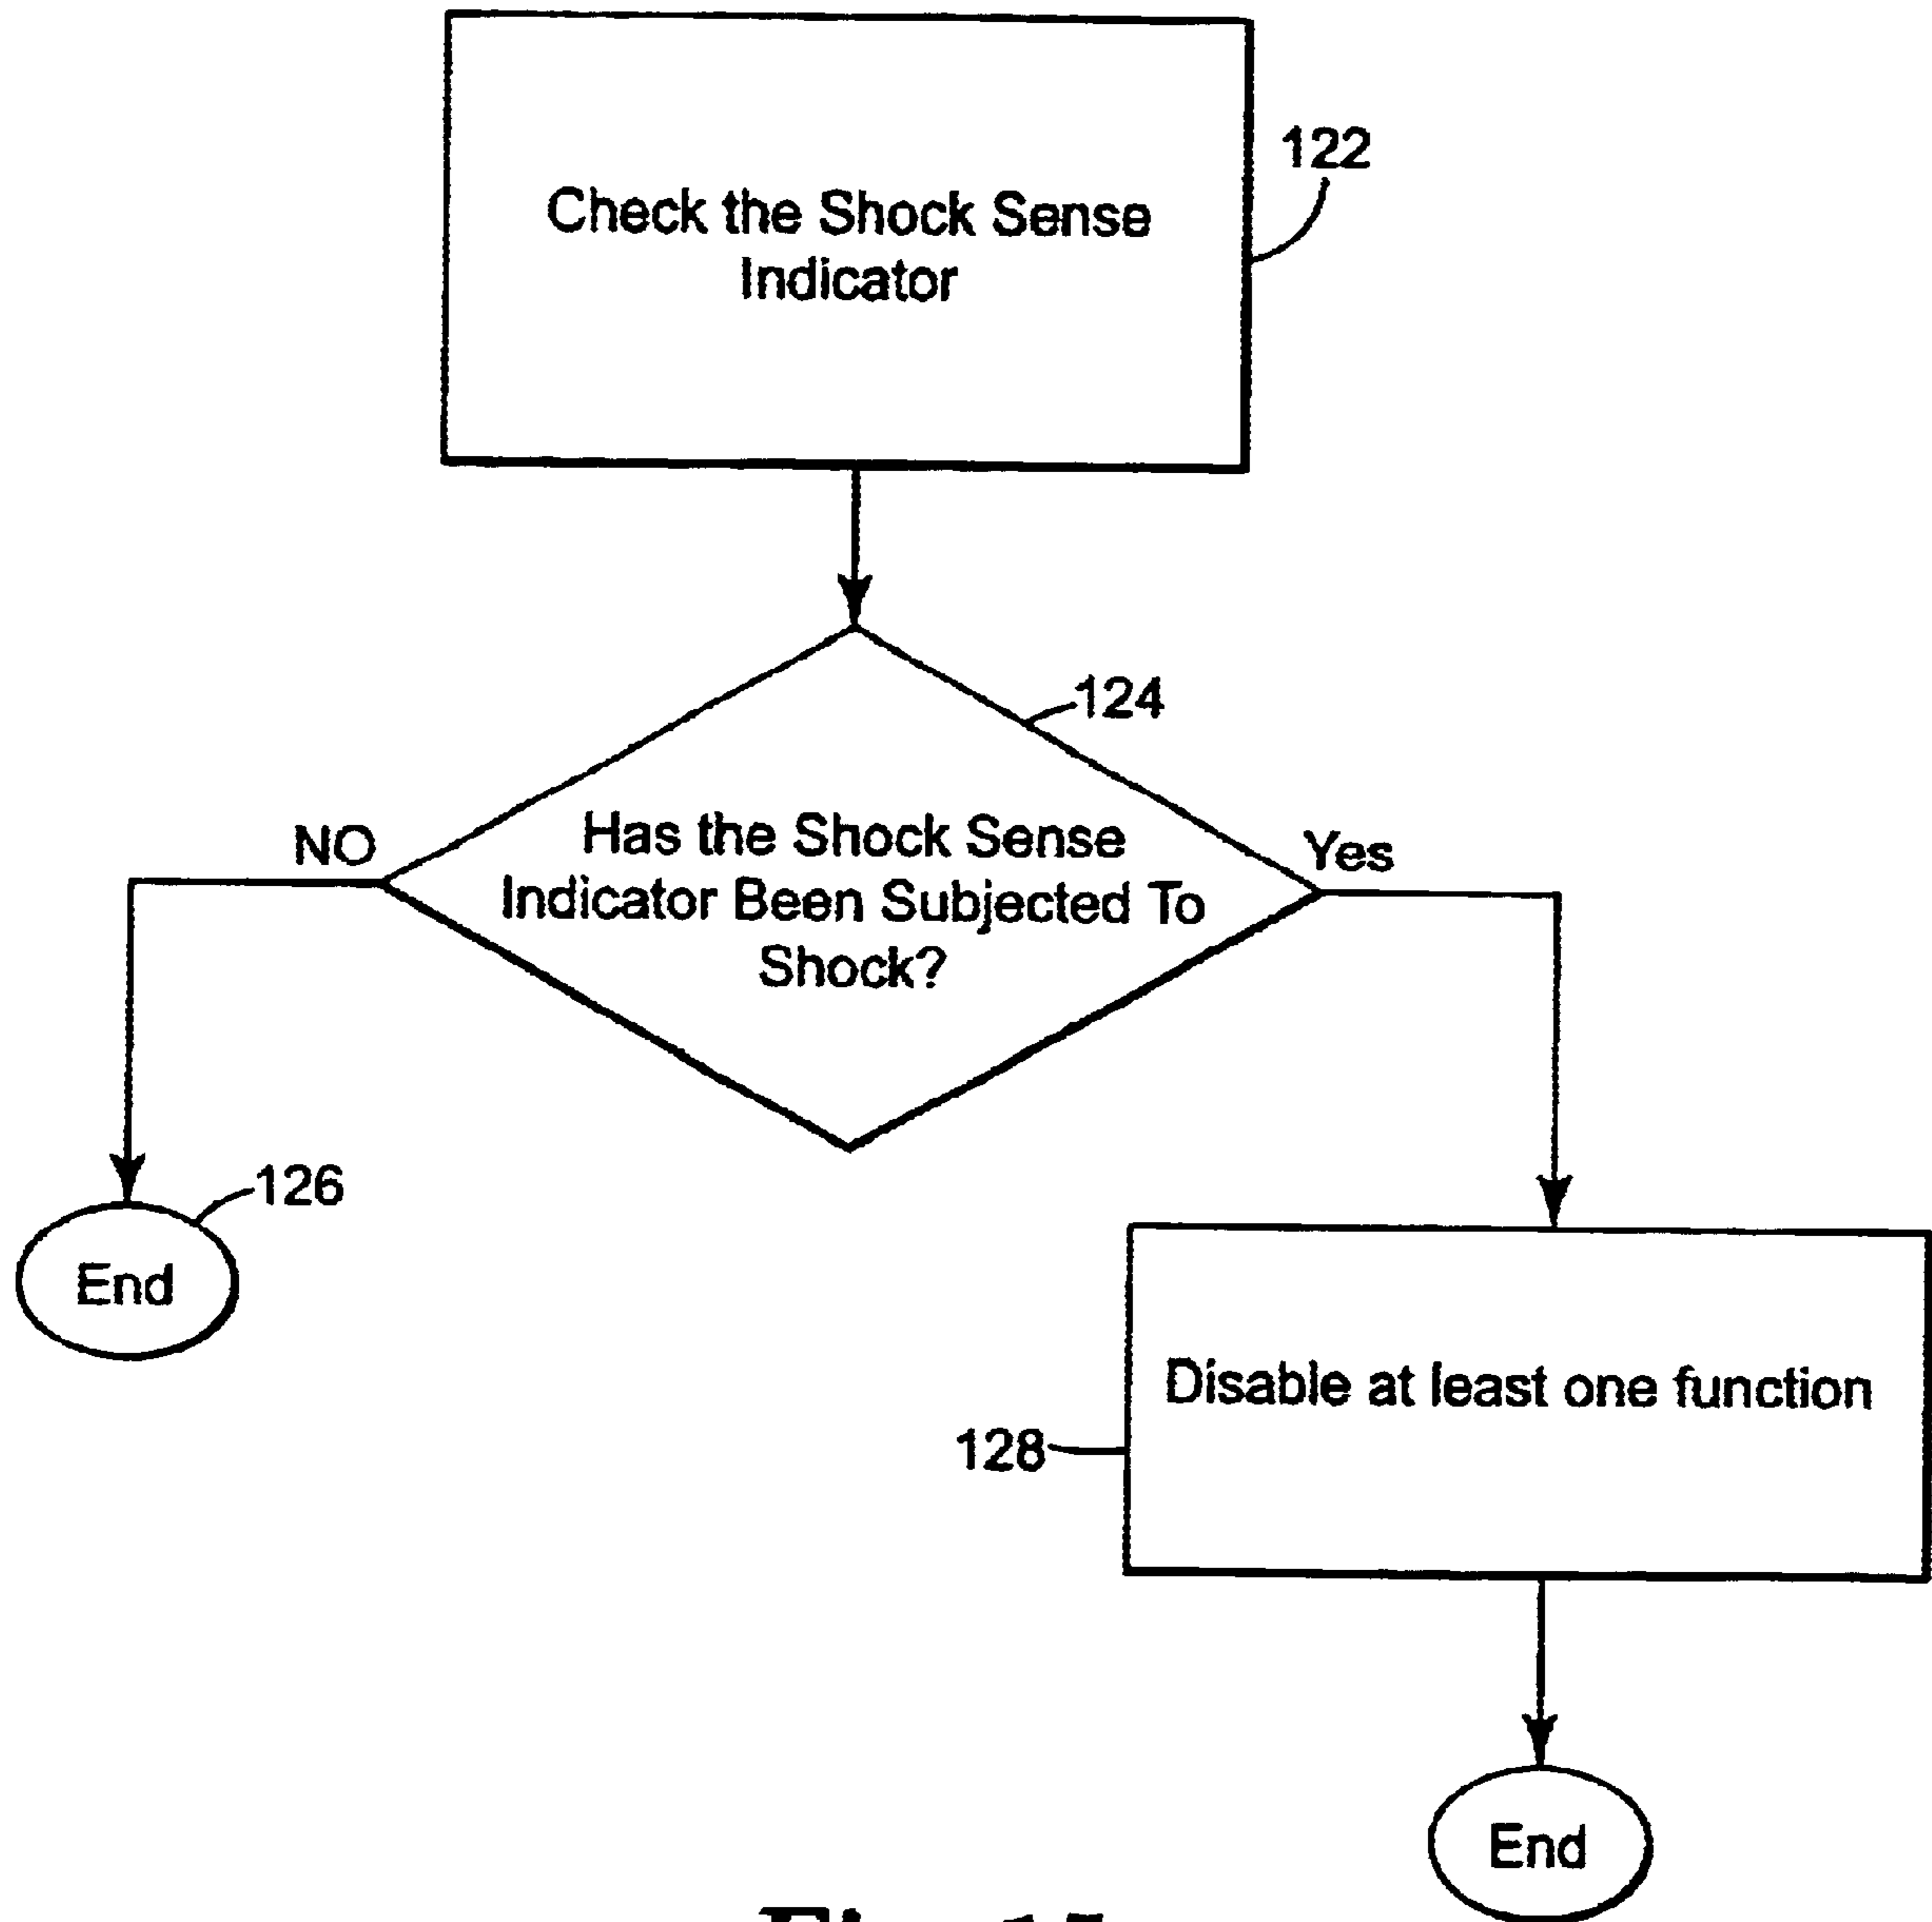 Check the Shock Sense
Indicator
122
124
Has the Shock Sense
Indicator Been Subjected To
Shock?
NO
Yes
126
End
Disable at least one function
128
End